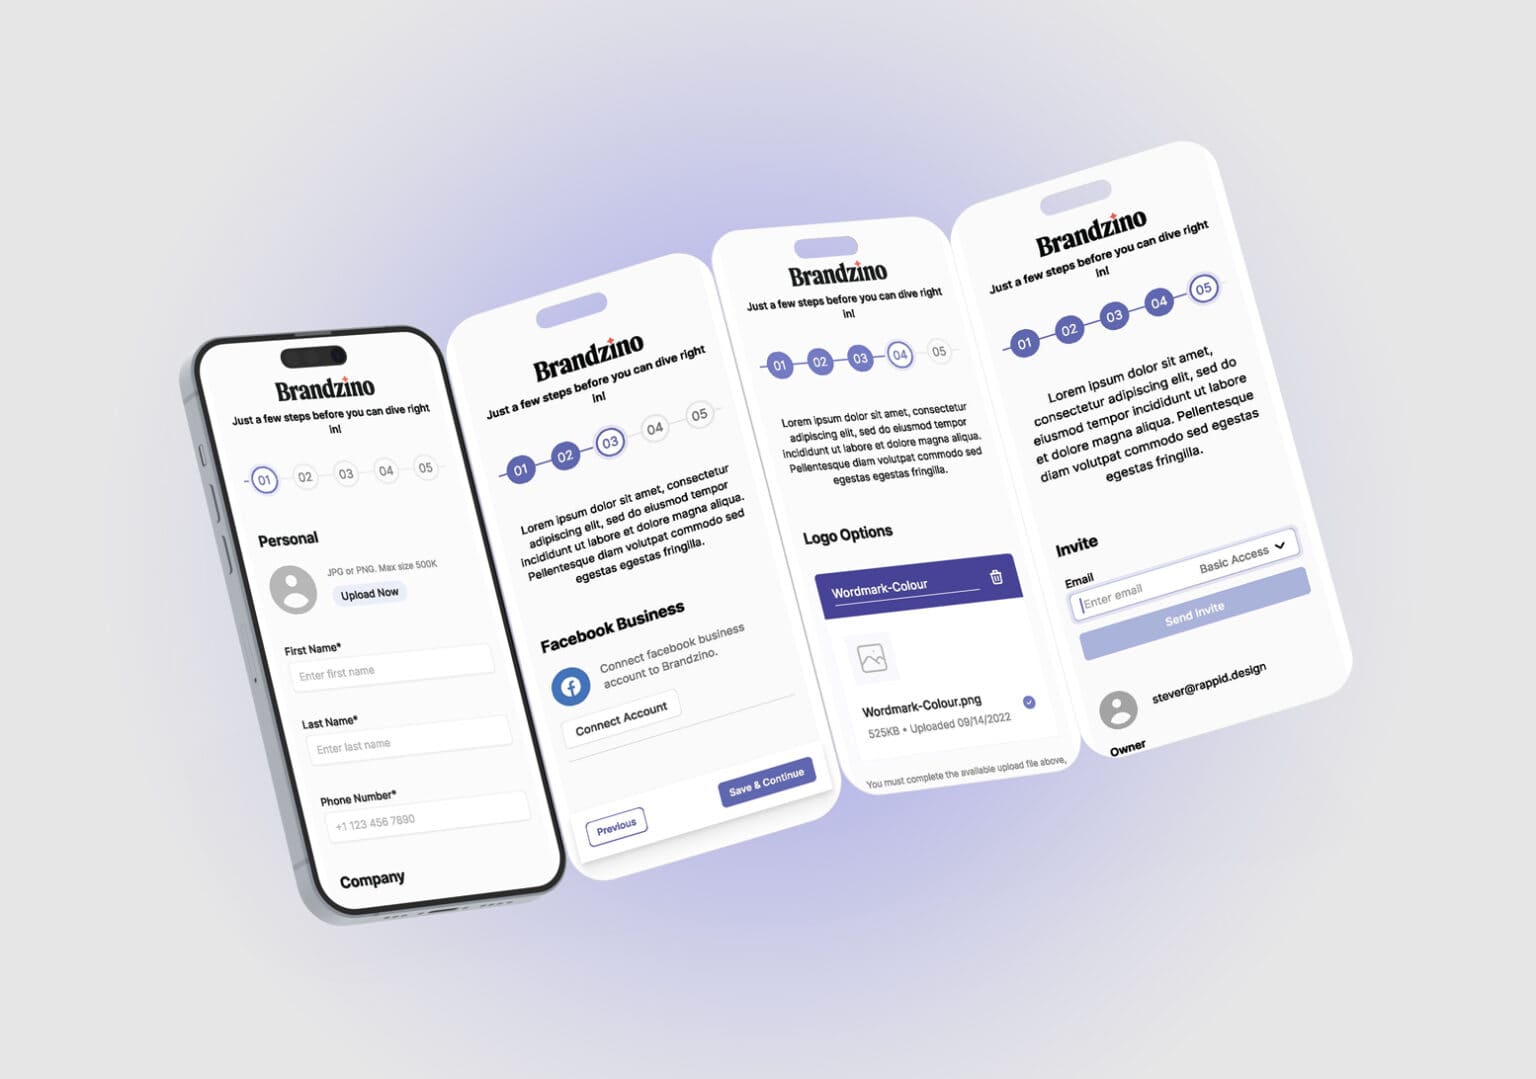 Brandzino
Just a few steps before you can dive right
in!
01 02 03 04 05
Personal
JPG or PNG. Max size 500K
Upload Now
First Name*
Enter first name
Last Name*
Enter last name
Phone Number*
+1 123 456 7890
Company
Brandzino
Just a few steps before you can dive right
in!
01 02 03 04 05
Lorem ipsum dolor sit amet, consectetur
adipiscing elit, sed do eiusmod tempor
incididunt ut labore et dolore magna aliqua.
Pellentesque diam volutpat commodo sed
egestas egestas fringilla.
Facebook Business
Connect facebook business
account to Brandzino.
Connect Account
Previous
Save & Continue
Brandzino
Just a few steps before you can dive right
in!
01 02 03 04 05
Lorem ipsum dolor sit amet, consectetur
adipiscing elit, sed do eiusmod tempor
incididunt ut labore et dolore magna aliqua.
Pellentesque diam volutpat commodo sed
egestas egestas fringilla.
Logo Options
Wordmark-Colour
Wordmark-Colour.png
525KB • Uploaded 09/14/2022
You must complete the available upload file above,
Brandzino
Just a few steps before you can dive right
in!
01 02 03 04 05
Lorem ipsum dolor sit amet,
consectetur adipiscing elit, sed do
eiusmod tempor incididunt ut labore
et dolore magna aliqua. Pellentesque
diam volutpat commodo sed egestas
egestas fringilla.
Invite
Email
Enter email
Basic Access
Send Invite
stever@rappid.design
Owner